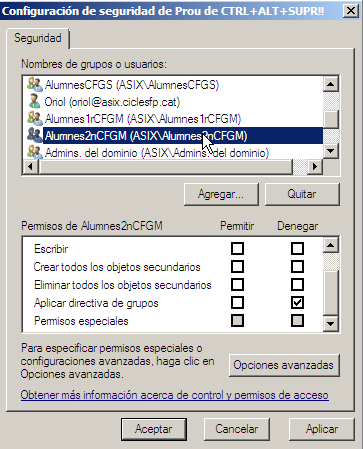 Configuración de seguridad de Prou de CTRL+ALT+SUPR!!
Seguridad
Nombres de grupos o usuarios:
AlumnesCFGS (ASIX\AlumnesCFGS)
Oriol (oriol@asix.ciclesfp.cat)
Alumnes1rCFGM (ASIX\Alumnes1rCFGM)
Alumnes2nCFGM (ASIX\Alumnes2nCFGM)
Admins. del dominio (ASIX\Admins. del dominio)
Agregar... Quitar
Permisos de Alumnes2nCFGM Permitir Denegar
Escribir
Crear todos los objetos secundarios
Eliminar todos los objetos secundarios
Aplicar directiva de grupos
Permisos especiales
Para especificar permisos especiales o
configuraciones avanzadas, haga clic en
Opciones avanzadas.
Opciones avanzadas
Obtener más información acerca de control y permisos de acceso
Aceptar Cancelar Aplicar